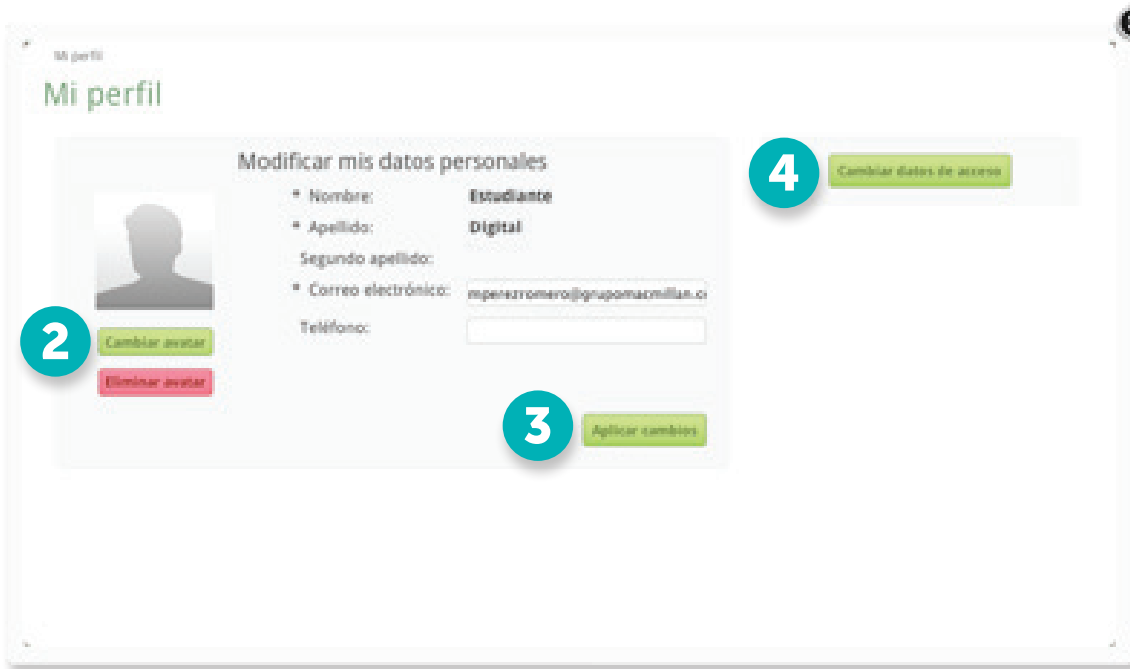 Mi perfil
Mi perfil
Modificar mis datos personales
* Nombre: Estudiante
* Apellido: Digital
Segundo apellido:
* Correo electrónico: mperezromero@grupomacmillan.c
Teléfono:
2
Cambiar avatar
Eliminar avatar
3
Aplicar cambios
4
Cambiar datos de acceso